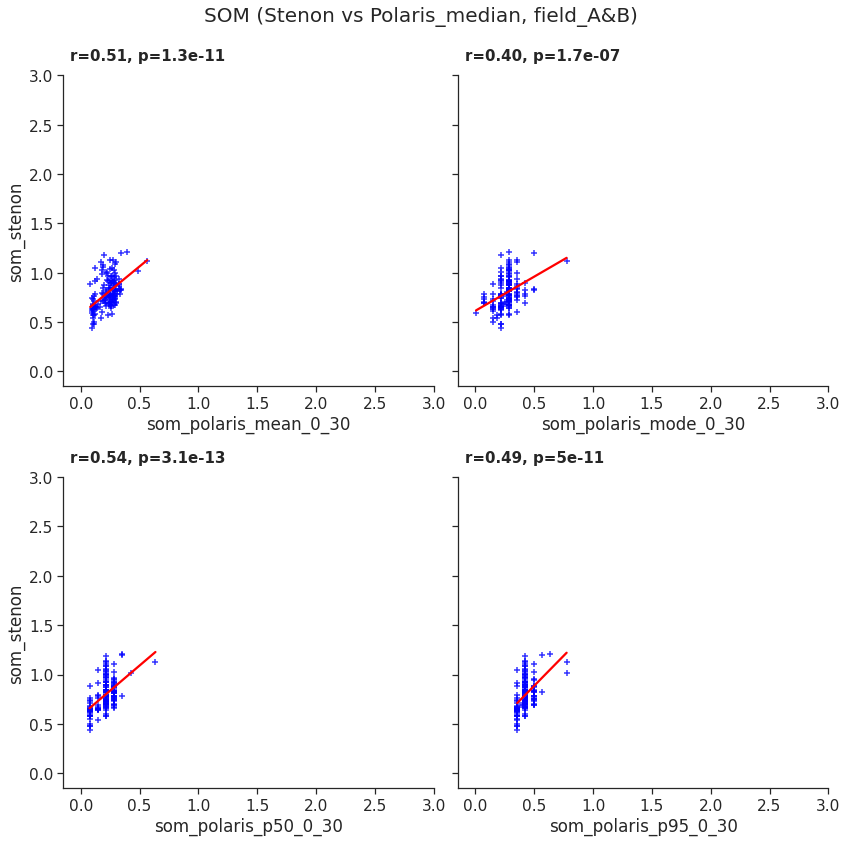 SOM (Stenon vs Polaris_median, field_A&B)
r=0.51, p=1.3e-11
r=0.40, p=1.7e-07
3.0
2.5
2.0
1.5
1.0
0.5
0.0
som_stenon
0.0 0.5 1.0 1.5 2.0 2.5 3.0
0.0 0.5 1.0 1.5 2.0 2.5 3.0
som_polaris_mean_0_30
som_polaris_mode_0_30
r=0.54, p=3.1e-13
r=0.49, p=5e-11
3.0
2.5
2.0
1.5
1.0
0.5
0.0
som_stenon
0.0 0.5 1.0 1.5 2.0 2.5 3.0
0.0 0.5 1.0 1.5 2.0 2.5 3.0
som_polaris_p50_0_30
som_polaris_p95_0_30